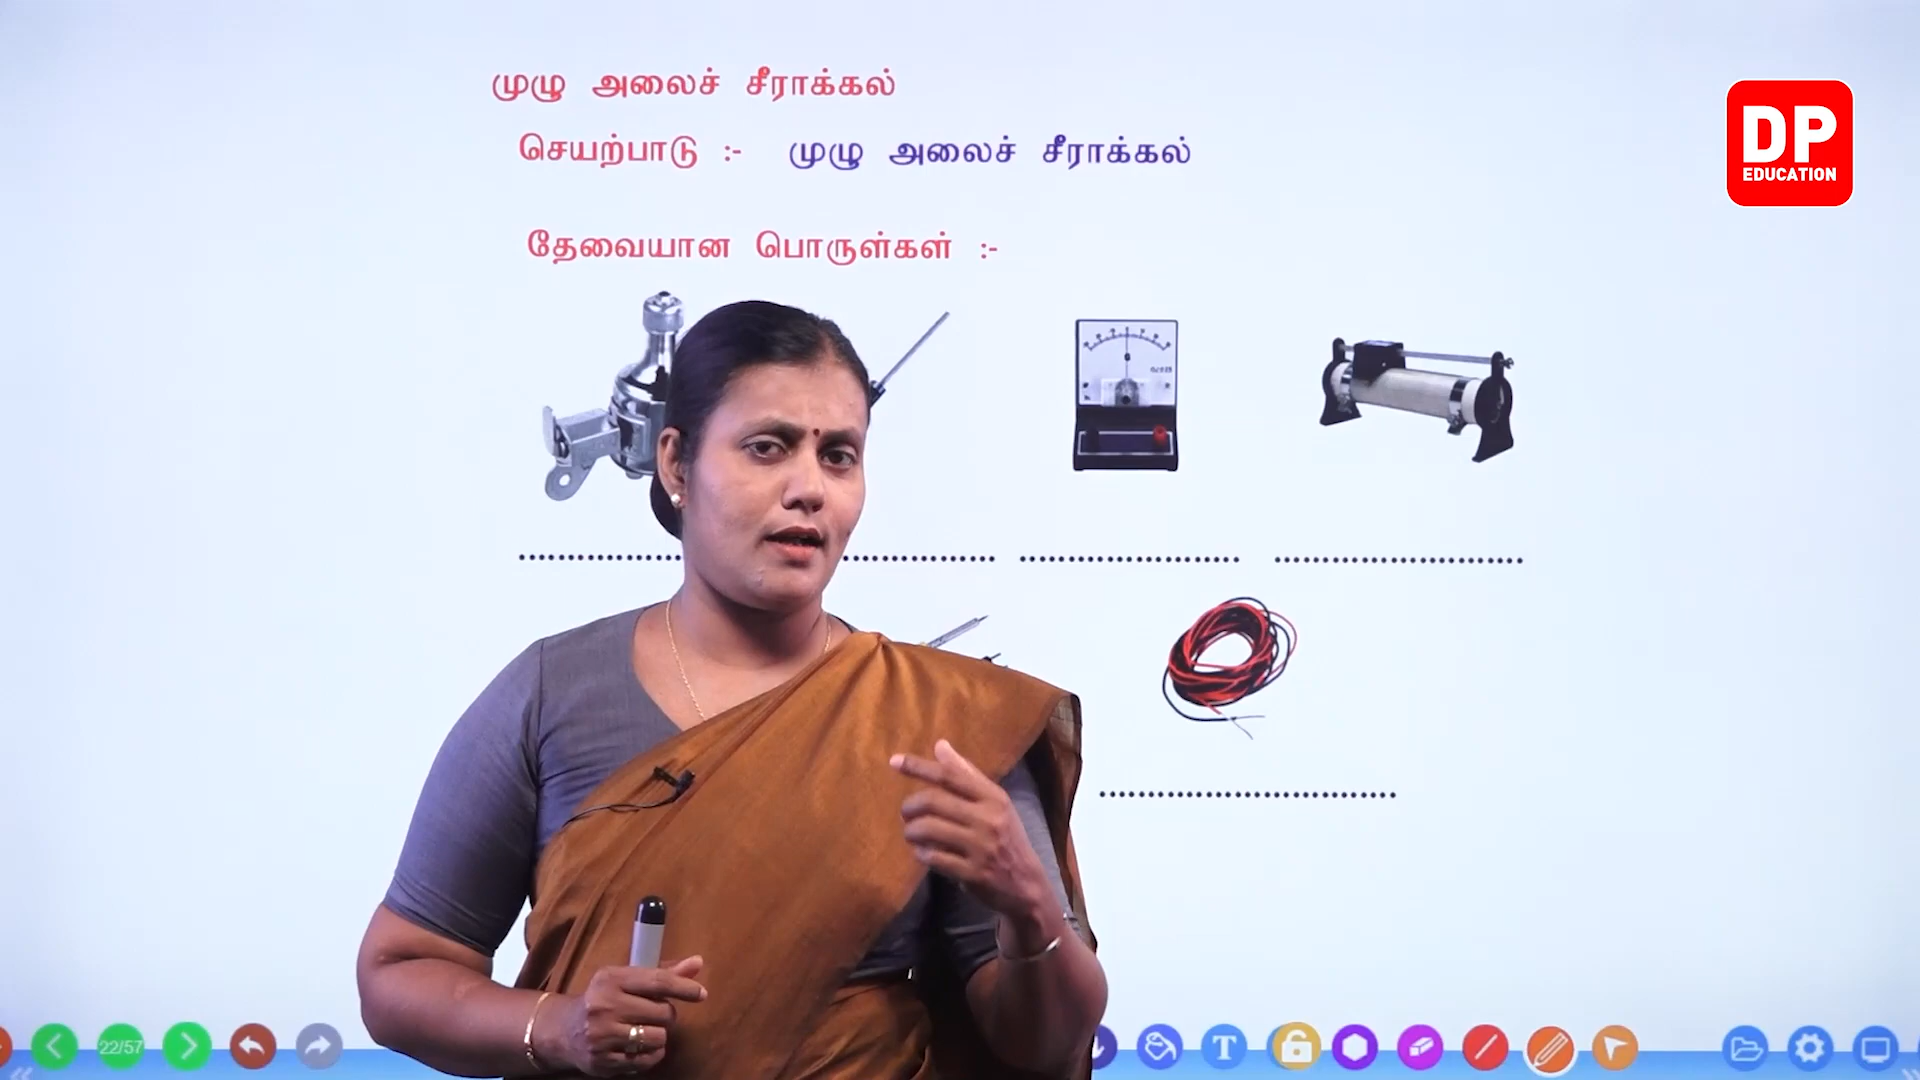 முழு அலைச் சீராக்கல்
செயற்பாடு :- முழு அலைச் சீராக்கல்
தேவையான பொருள்கள் :-
DP
EDUCATION
22/57
T